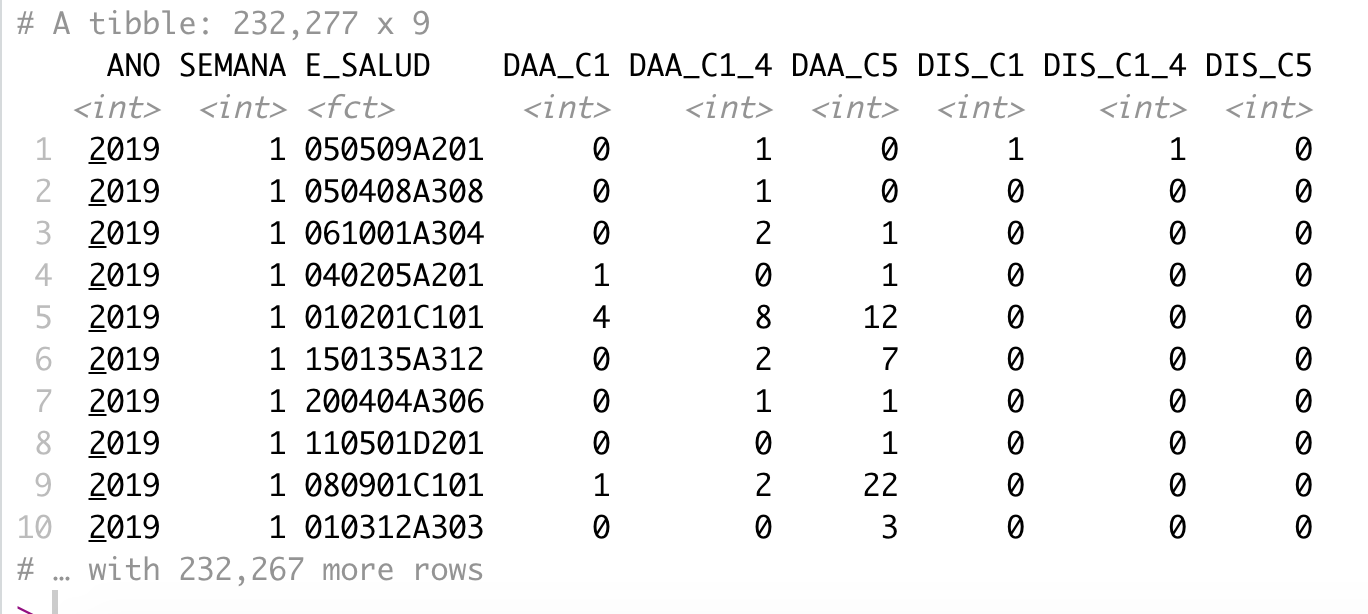 # A tibble: 232,277 x 9
ANO SEMANA E_SALUD DAA_C1 DAA_C1_4 DAA_C5 DIS_C1 DIS_C1_4 DIS_C5
<int> <int> <fct> <int> <int> <int> <int> <int> <int>
1 2019 1 050509A201 0 1 0 1 1 0
2 2019 1 050408A308 0 1 0 0 0 0
3 2019 1 061001A304 0 2 1 0 0 0
4 2019 1 040205A201 1 0 1 0 0 0
5 2019 1 010201C101 4 8 12 0 0 0
6 2019 1 150135A312 0 2 7 0 0 0
7 2019 1 200404A306 0 1 1 0 0 0
8 2019 1 110501D201 0 0 1 0 0 0
9 2019 1 080901C101 1 2 22 0 0 0
10 2019 1 010312A303 0 0 3 0 0 0
# … with 232,267 more rows
>